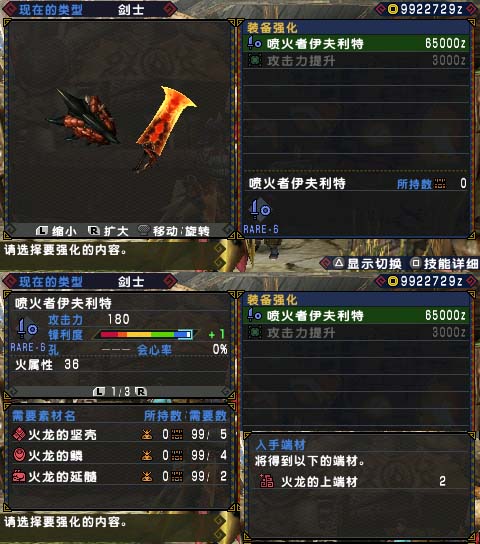 现在的类型 剑士
9922729z
装备强化
喷火者伊夫利特 65000z
攻击力提升 3000z
喷火者伊夫利特 所持数 0
RARE-6
L 缩小 R 扩大 移动/旋转
请选择要强化的内容。
△显示切换 □技能详细
现在的类型 剑士
9922729z
喷火者伊夫利特
攻击力 180
锋利度 +1
RARE-6 孔 --- 会心率 0%
火属性 36
L 1/3 R
需要素材名 所持数/需要数
火龙的坚壳 0 99/ 5
火龙的鳞 0 99/ 4
火龙的延髓 0 99/ 2
请选择要强化的内容。
装备强化
喷火者伊夫利特 65000z
攻击力提升 3000z
入手端材
将得到以下的端材。
火龙的上端材 2